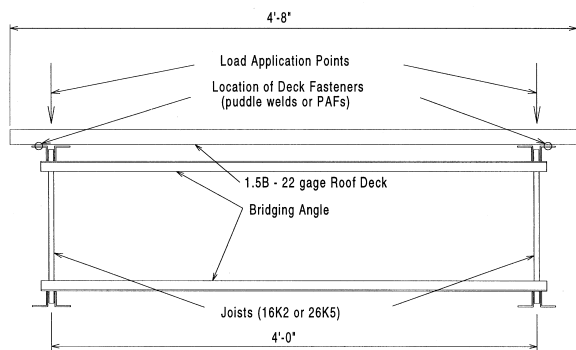 4'-8"
Load Application Points
Location of Deck Fasteners
(puddle welds or PAFs)
1.5B - 22 gage Roof Deck
Bridging Angle
Joists (16K2 or 26K5)
4'-0"